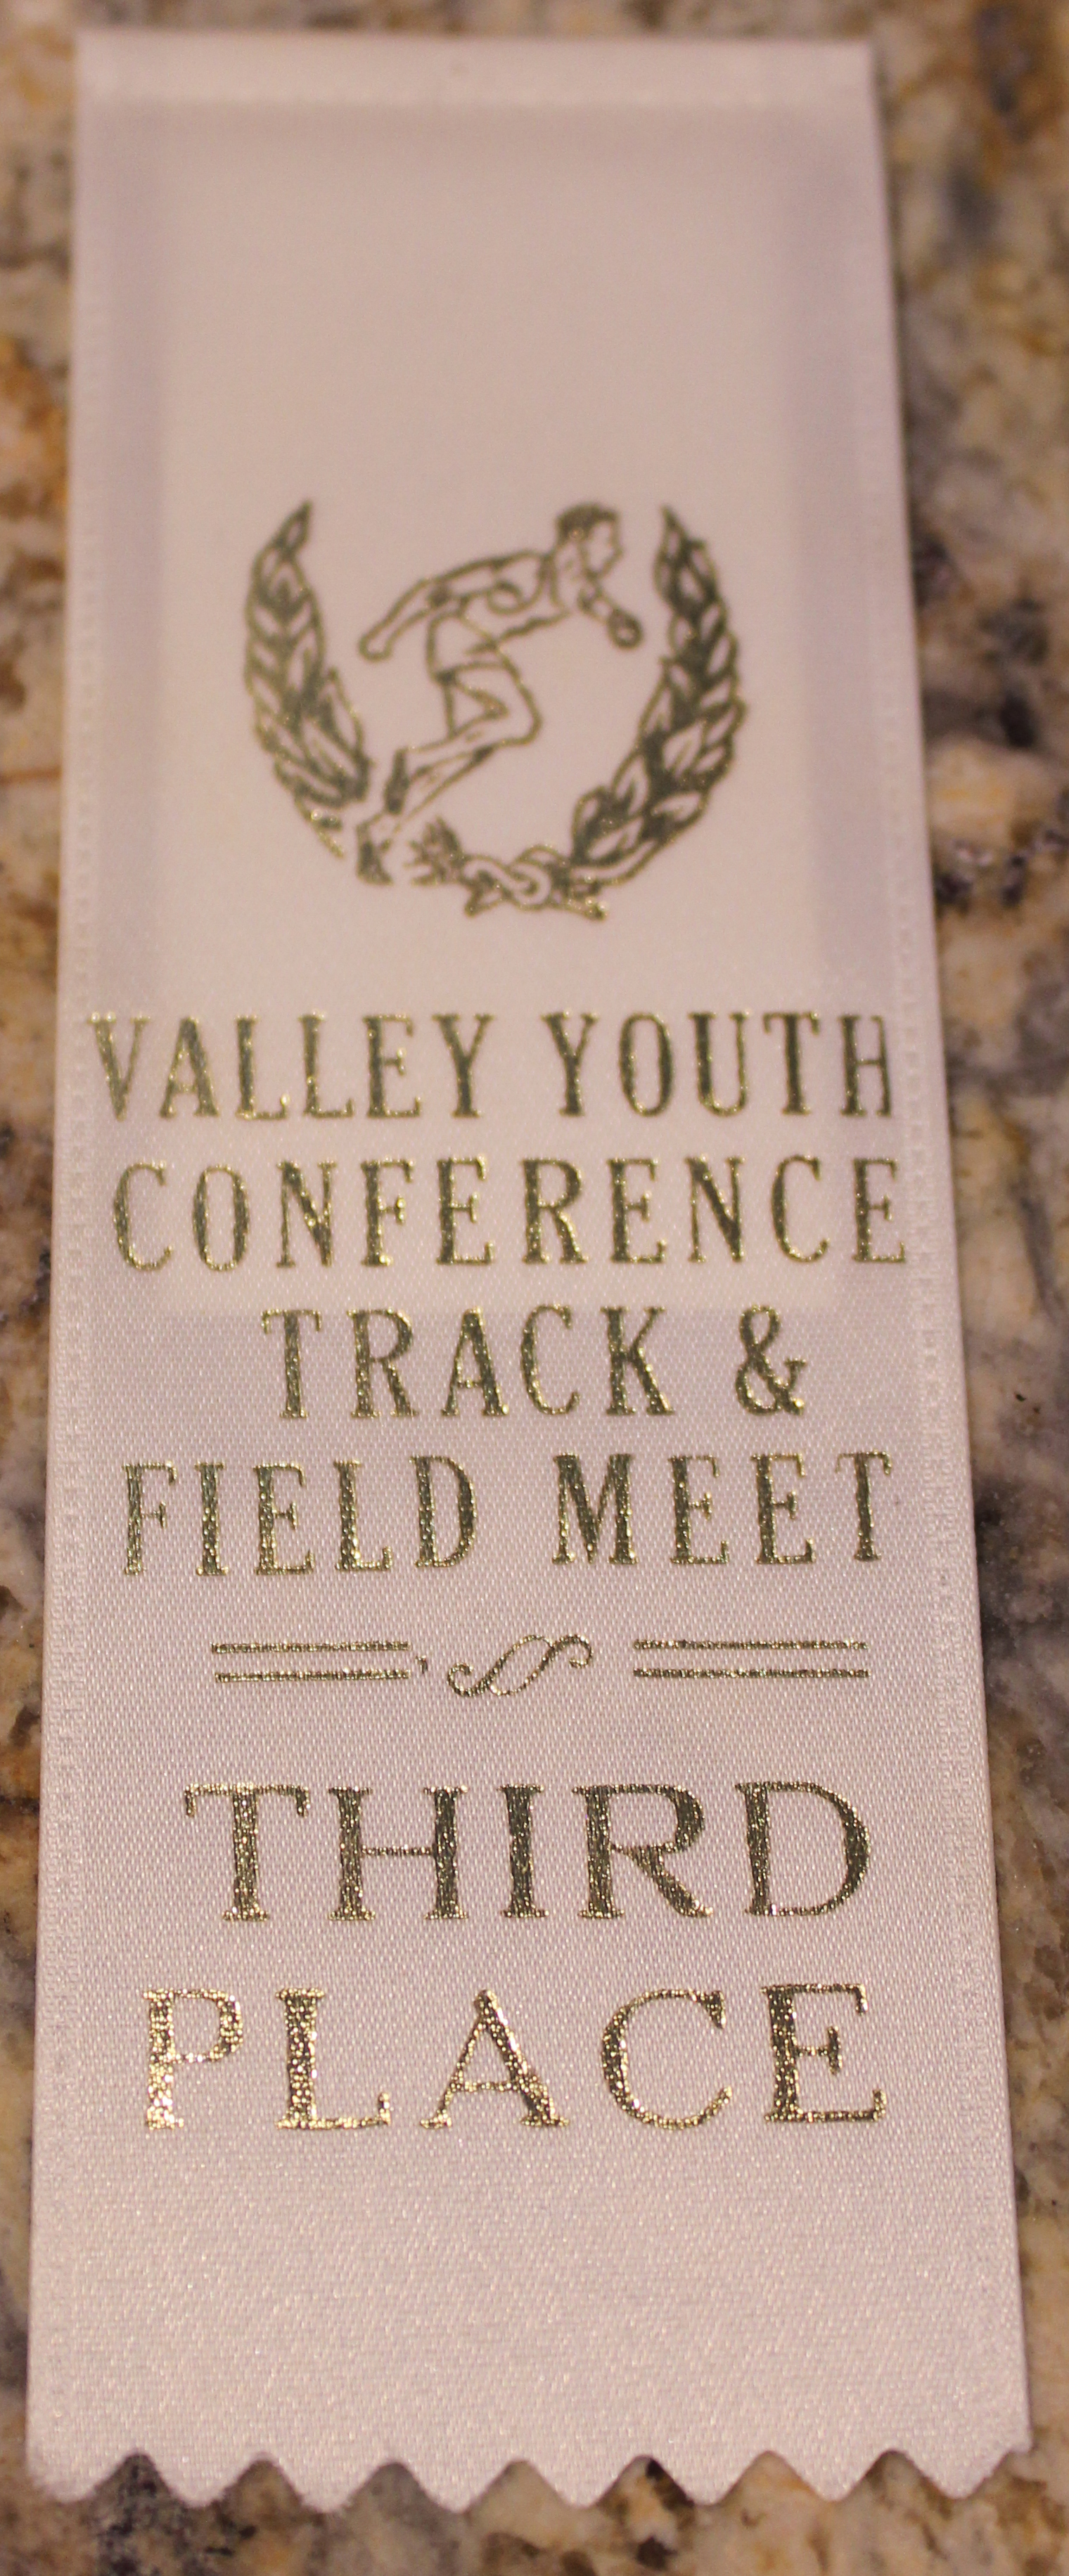 VALLEY YOUTH
CONFERENCE
TRACK &
FIELD MEET
THIRD
PLACE